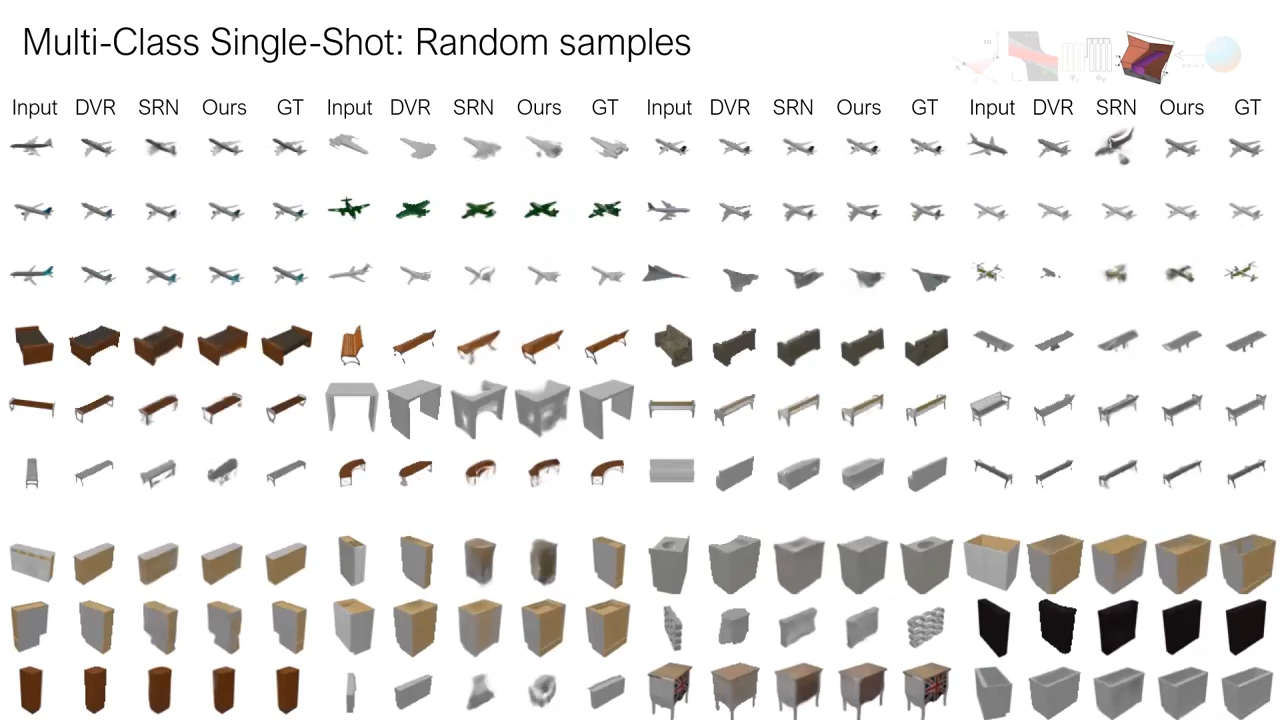 Multi-Class Single-Shot: Random samples
Input DVR SRN Ours GT Input DVR SRN Ours GT Input DVR SRN Ours GT Input DVR SRN Ours GT